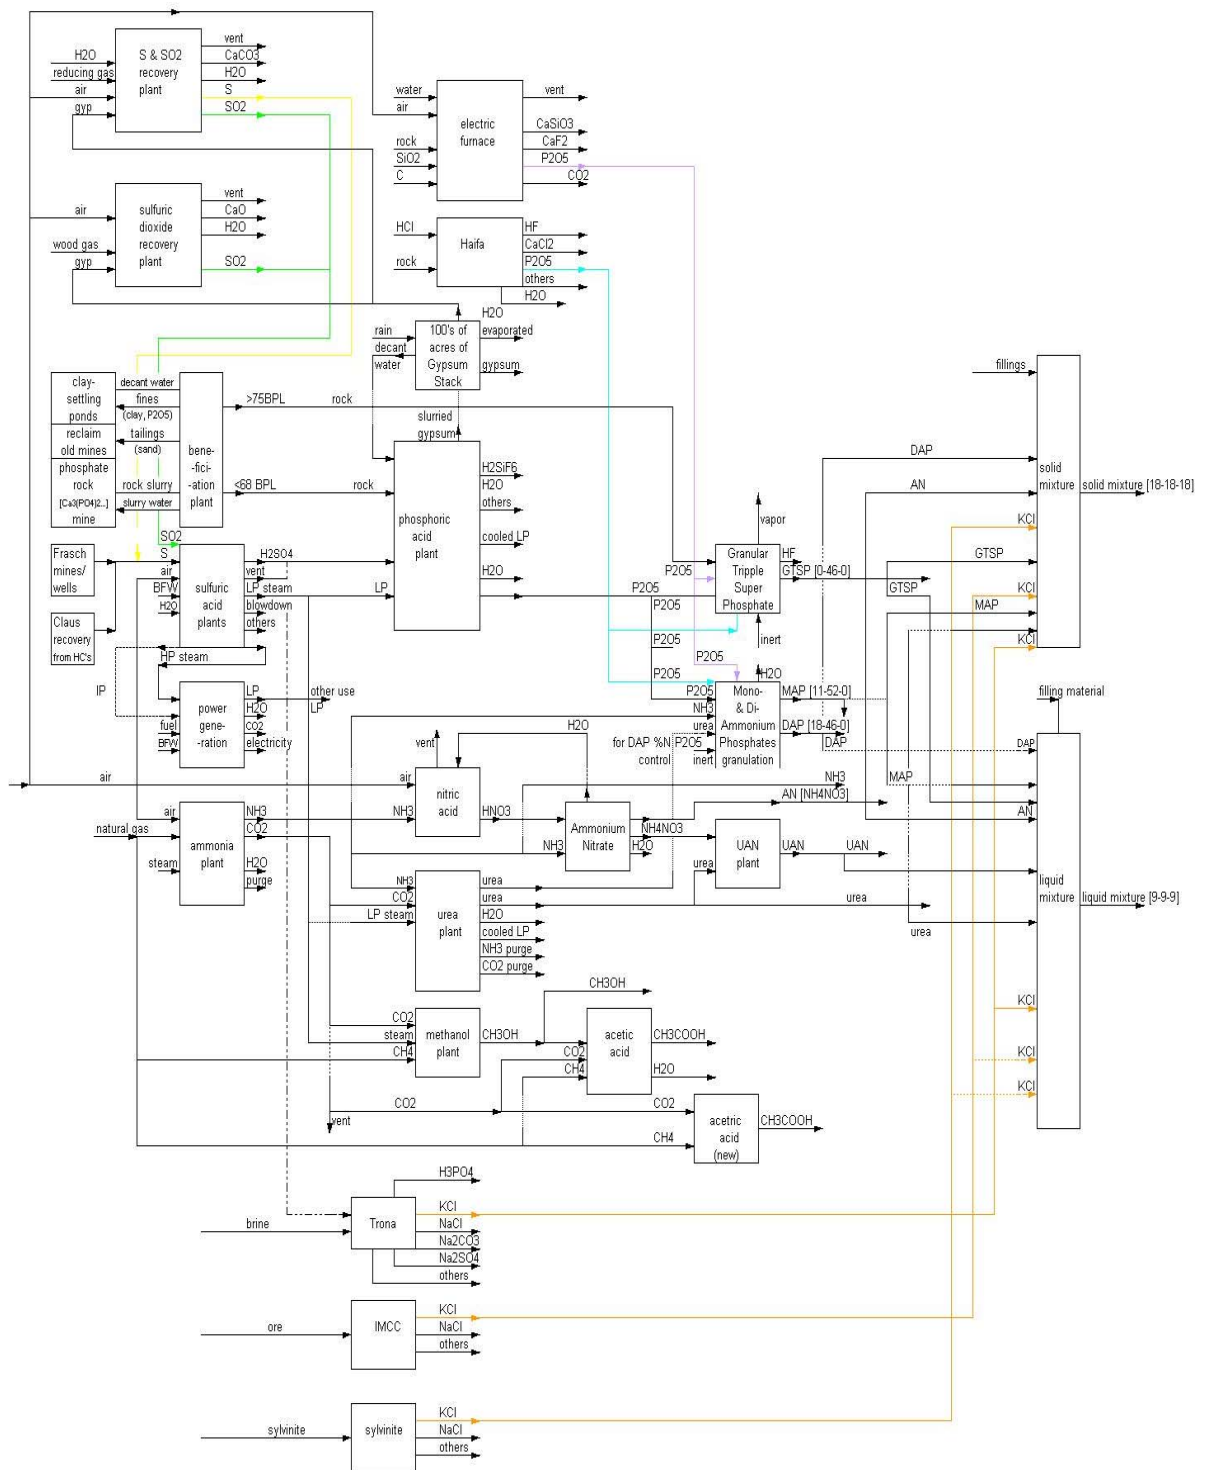 vent
H2O
S & SO2
CaCO3
reducing gas
recovery
H2O
plant
air
S
gyp
SO2
water
vent
air
electric
furnace
CaSiO3
rock
CaF2
SiO2
P2O5
C
CO2
vent
air
sulfuric
CaO
dioxide
H2O
recovery
wood gas
plant
gyp
SO2
HCl
Haifa
HF
CaCl2
rock
P2O5
others
H2O
H2O
rain
100's of
evaporated
decant
acres of
water
Gypsum
gypsum
Stack
slurried
gypsum
clay-
settling
ponds
decant water
fines
(clay, P2O5)
reclaim
old mines
tailings
(sand)
phosphate
rock
[Ca3(PO4)2...]
mine
rock slurry
slurry water
bene-
-fici-
-ation
plant
>75BPL
rock
<68 BPL
rock
phosphoric
acid
plant
H2SiF6
H2O
others
cooled LP
H2O
P2O5
SO2
Frasch
mines/
wells
S
air
BFW
H2O
sulfuric
acid
plants
H2SO4
vent
LP steam
LP
blowdown
others
Claus
recovery
from HC's
HP steam
IP
power
gene-
-ration
fuel
BFW
LP
H2O
CO2
electricity
other use
LP
vapor
Granular
Tripple
Super
Phosphate
P2O5
P2O5
HF
GTSP [0-46-0]
inert
P2O5
P2O5
P2O5
H2O
P2O5
NH3
urea
for DAP %N
control
P2O5
inert
Mono-
& Di-
Ammonium
Phosphates
granulation
MAP [11-52-0]
DAP [18-46-0]
DAP
fillings
DAP
AN
KCl
GTSP
KCl
GTSP
MAP
KCl
solid
mixture
solid mixture [18-18-18]
filling material
DAP
MAP
AN
urea
KCl
KCl
KCl
liquid
mixture
liquid mixture [9-9-9]
air
air
vent
H2O
nitric
acid
NH3
HNO3
NH3
AN [NH4NO3]
Ammonium
Nitrate
NH3
NH4NO3
H2O
urea
UAN
plant
UAN
UAN
natural gas
air
steam
ammonia
plant
NH3
CO2
H2O
purge
NH3
CO2
LP steam
urea
plant
urea
urea
urea
H2O
cooled LP
NH3 purge
CO2 purge
CO2
steam
CH4
methanol
plant
CH3OH
CH3OH
CO2
CH4
acetic
acid
CH3COOH
H2O
vent
CO2
CO2
CH4
acetric
acid
(new)
CH3COOH
brine
Trona
H3PO4
KCl
NaCl
Na2CO3
Na2SO4
others
ore
IMCC
KCl
NaCl
others
sylvinite
sylvinite
KCl
NaCl
others